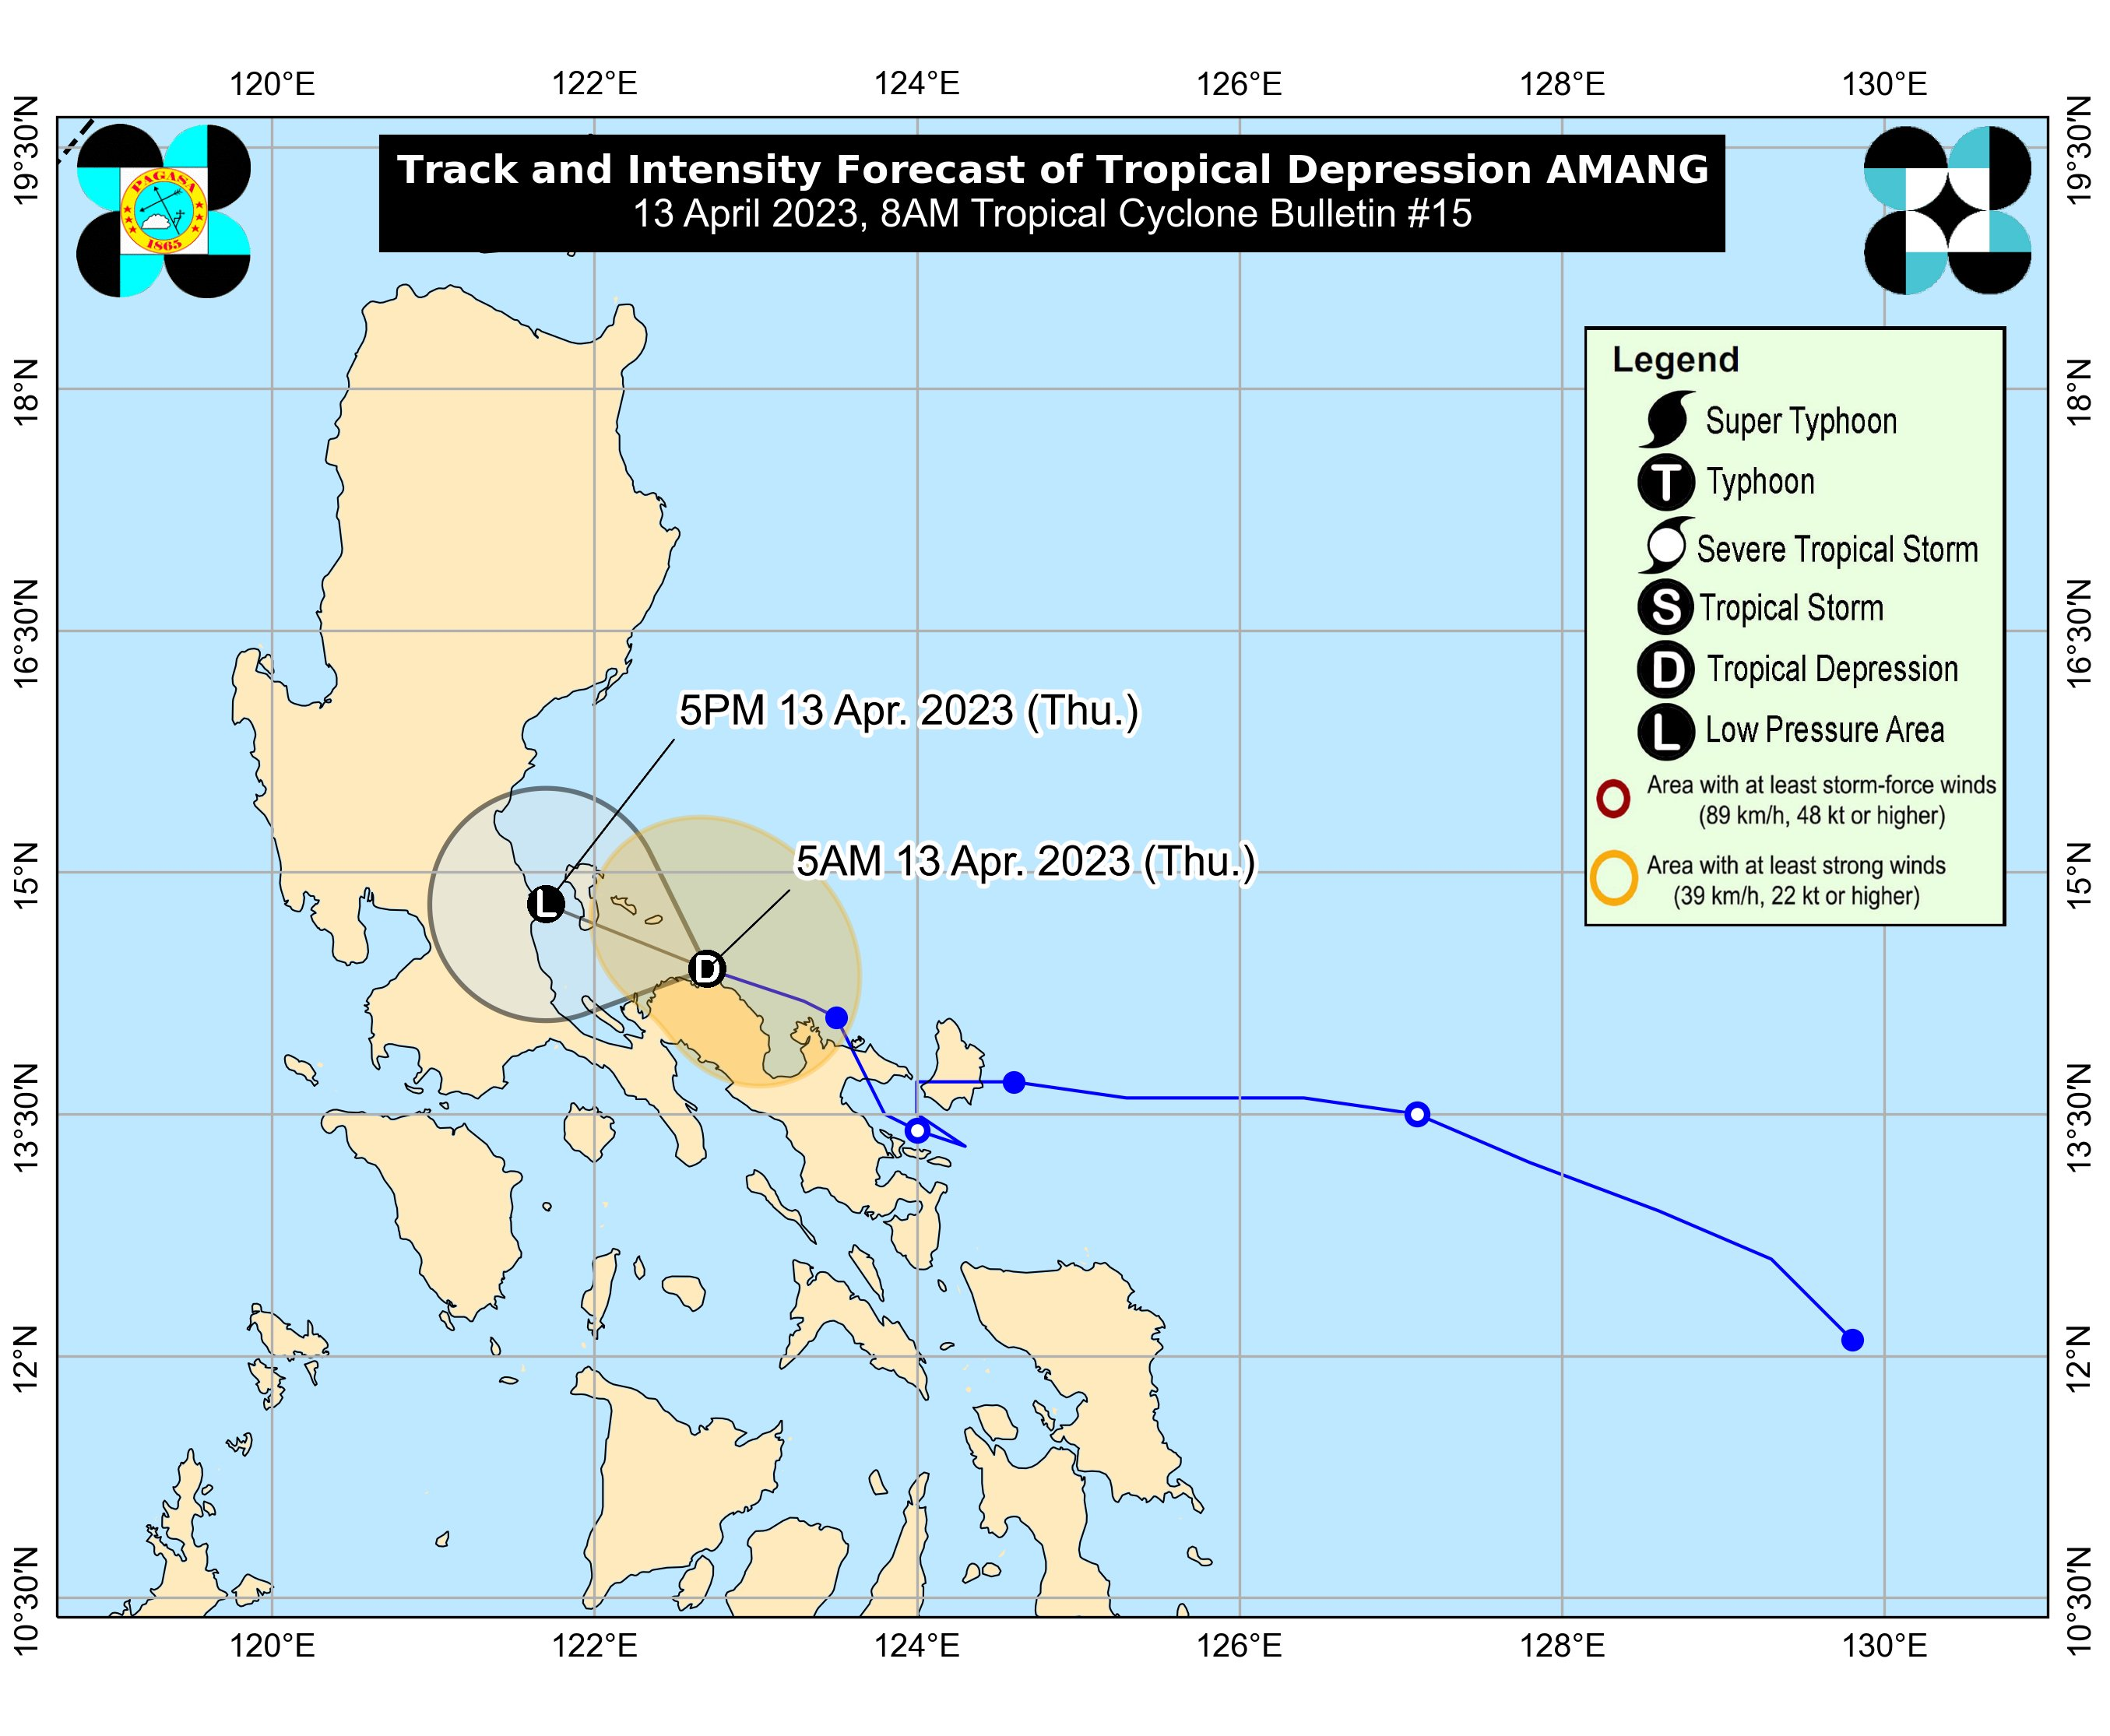 120°E 122°E 124°E 126°E 128°E 130°E
19°30'N 19°30'N
PAGASA
1865
Track and Intensity Forecast of Tropical Depression AMANG
13 April 2023, 8AM Tropical Cyclone Bulletin #15
Legend
Super Typhoon
18°N 18°N
T Typhoon
Severe Tropical Storm
S Tropical Storm
16°30'N 16°30'N
D Tropical Depression
L Low Pressure Area
Area with at least storm-force winds
(89 km/h, 48 kt or higher)
Area with at least strong winds
(39 km/h, 22 kt or higher)
5PM 13 Apr. 2023 (Thu.)
5AM 13 Apr. 2023 (Thu.)
15°N 15°N
L
D
13°30'N 13°30'N
12°N 12°N
10°30'N 10°30'N
120°E 122°E 124°E 126°E 128°E 130°E